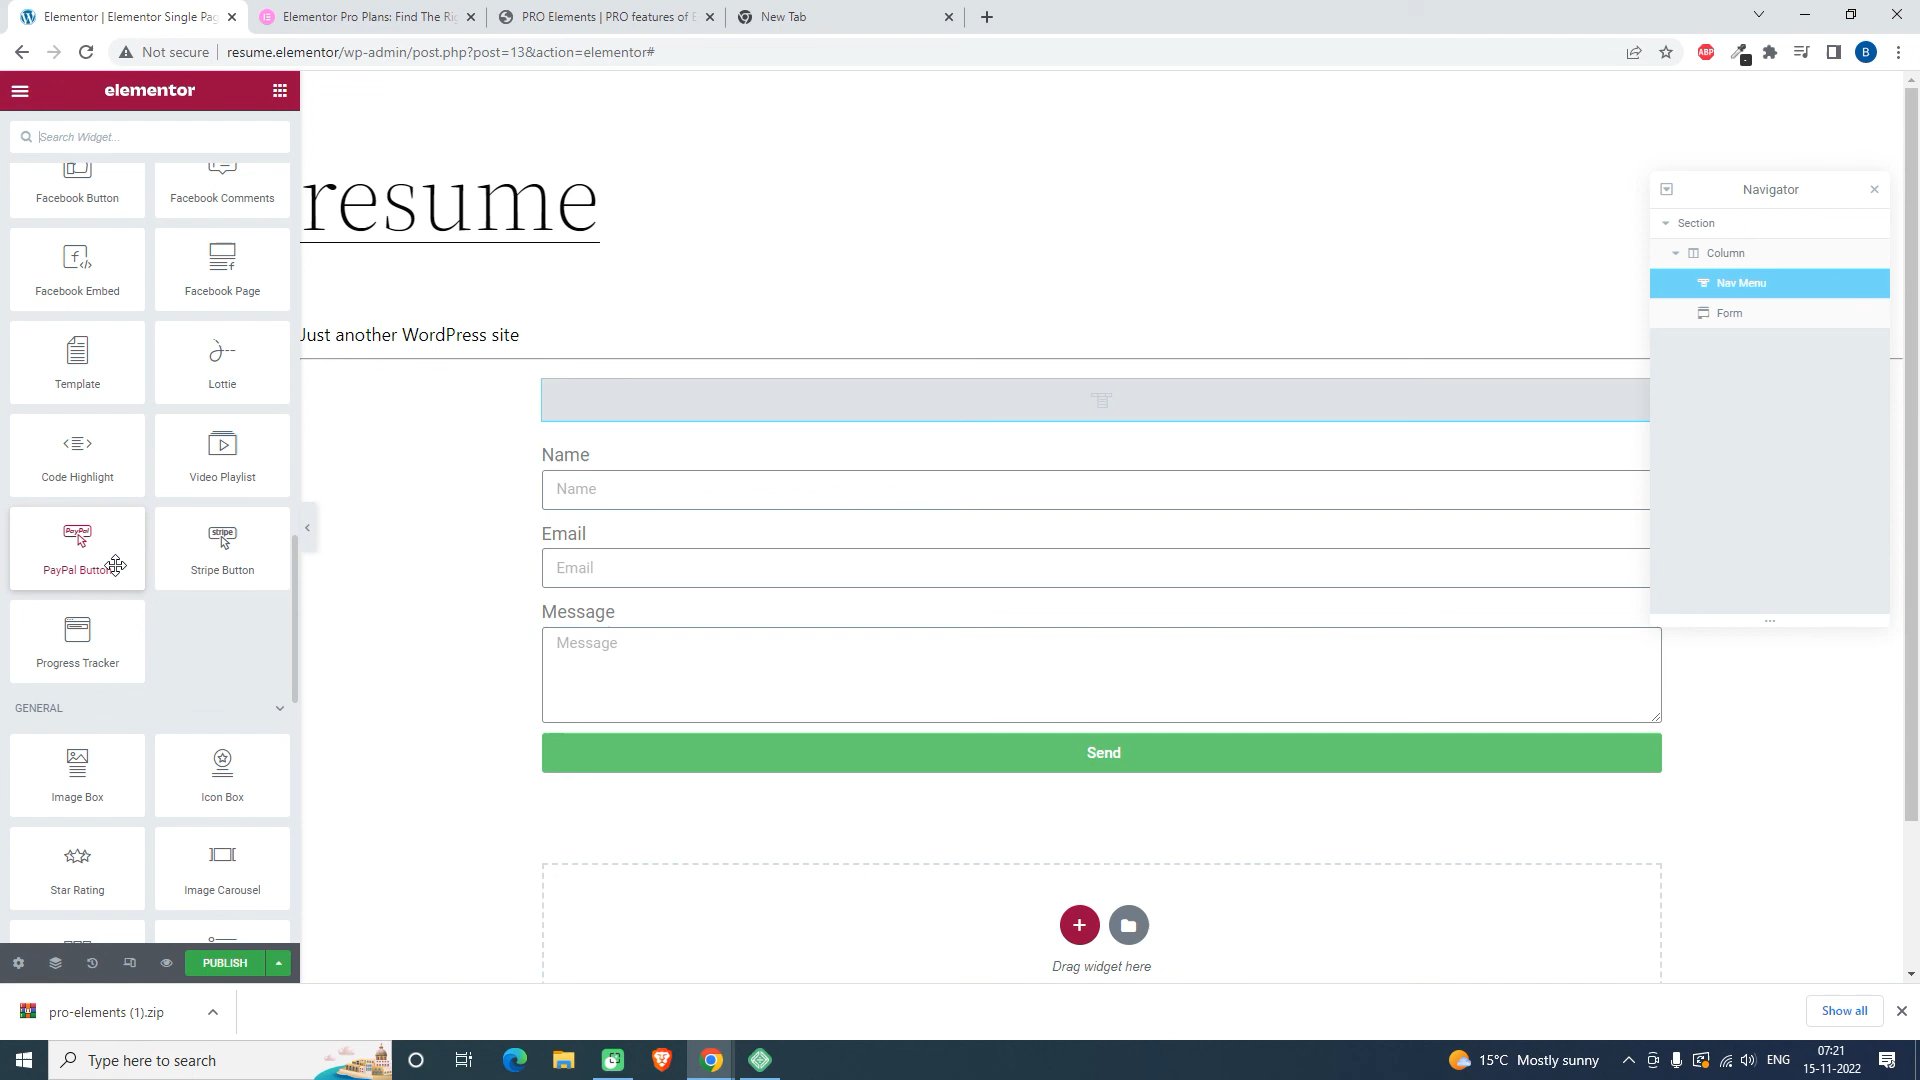 Elementor | Elementor Single Pag
Elementor Pro Plans: Find The Ri
PRO Elements | PRO features of E
New Tab
Not secure
resume.elementor/wp-admin/post.php?post=13&action=elementor#
ABP
B
elementor
Search Widget...
Facebook Button
Facebook Comments
Facebook Embed
Facebook Page
Template
Lottie
Code Highlight
Video Playlist
PayPal
PayPal Button
stripe
Stripe Button
Progress Tracker
GENERAL
Image Box
Icon Box
Star Rating
Image Carousel
PUBLISH
resume
Just another WordPress site
Name
Name
Email
Email
Message
Message
Send
Drag widget here
Navigator
Section
Column
Nav Menu
Form
pro-elements (1).zip
Show all
Type here to search
15°C Mostly sunny
ENG
07:21
15-11-2022